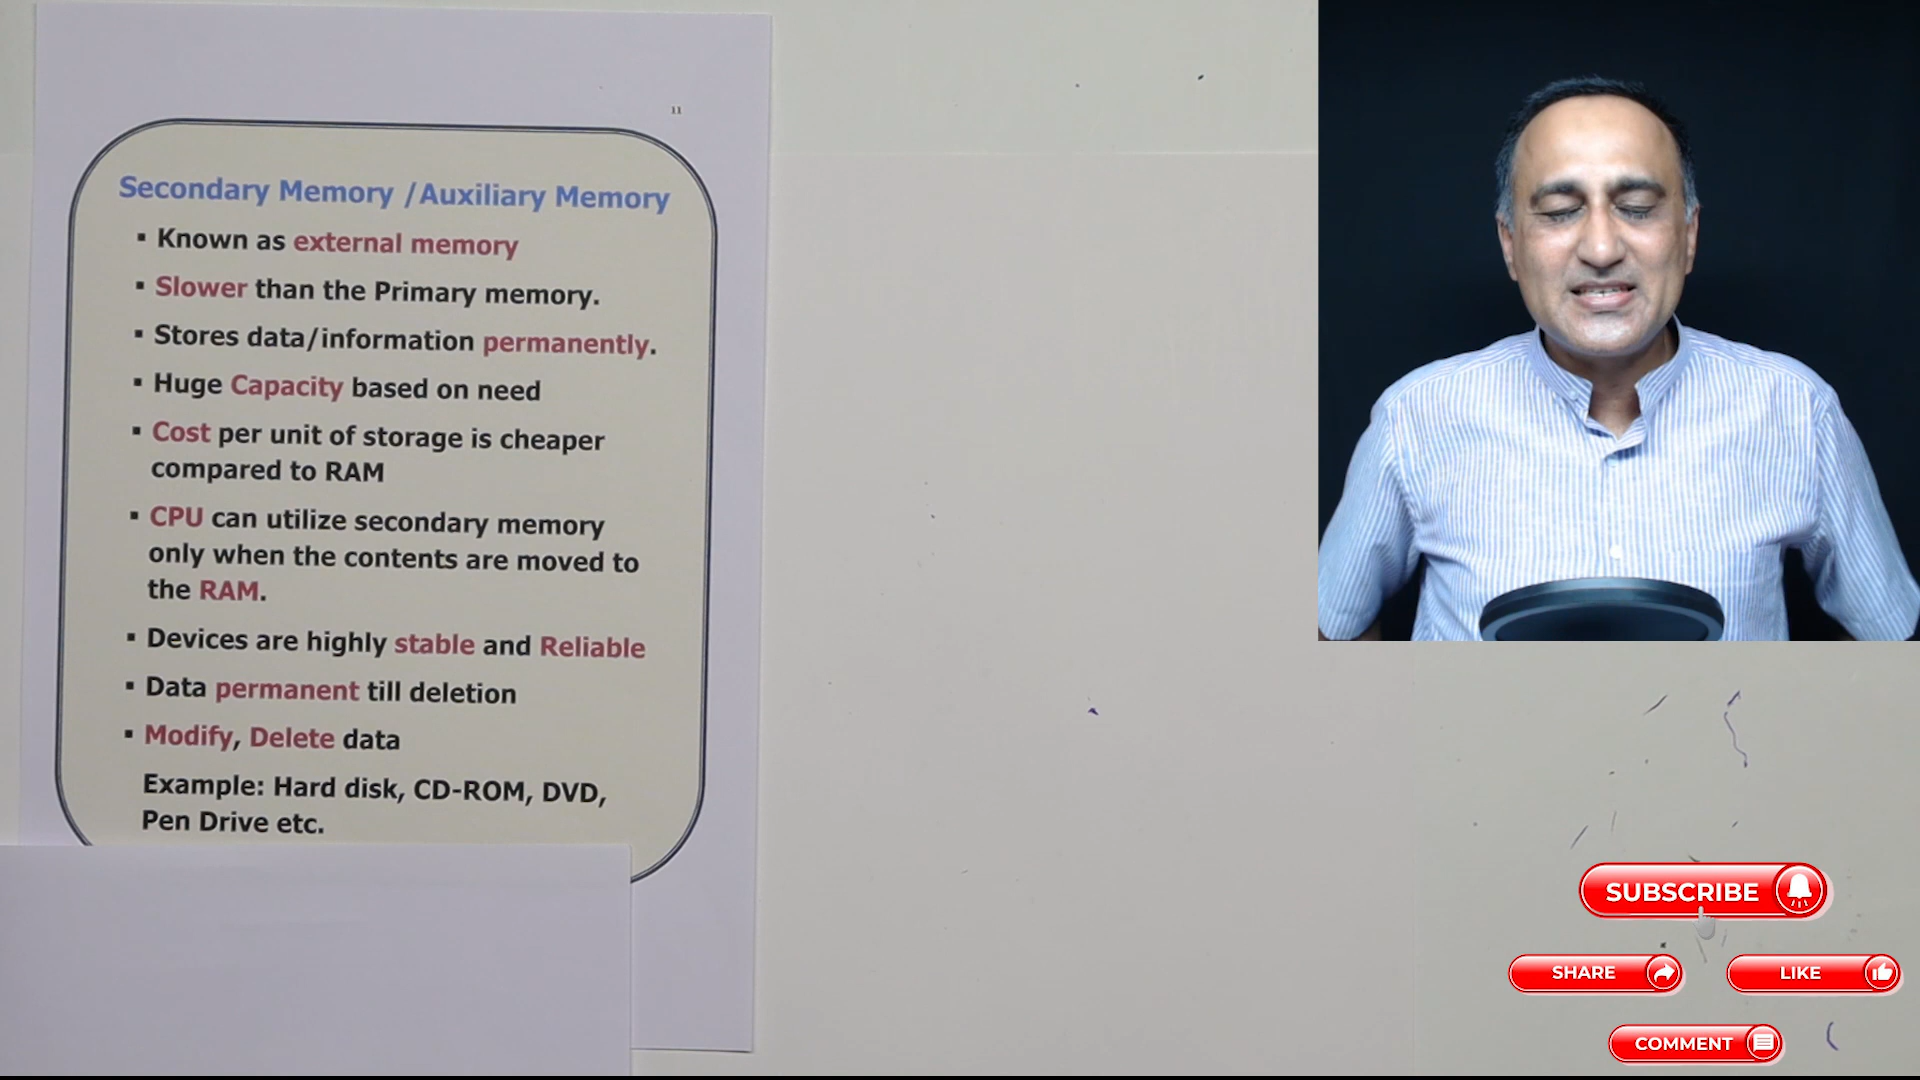 11
Secondary Memory /Auxiliary Memory
▪ Known as external memory
▪ Slower than the Primary memory.
▪ Stores data/information permanently.
▪ Huge Capacity based on need
▪ Cost per unit of storage is cheaper
compared to RAM
▪ CPU can utilize secondary memory
only when the contents are moved to
the RAM.
▪ Devices are highly stable and Reliable
▪ Data permanent till deletion
▪ Modify, Delete data
Example: Hard disk, CD-ROM, DVD,
Pen Drive etc.
SUBSCRIBE
SHARE
LIKE
COMMENT